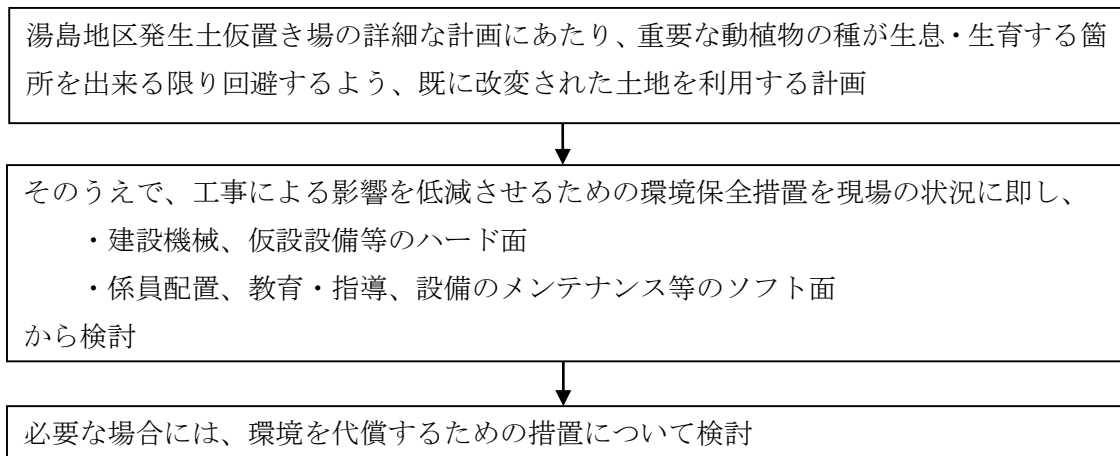 湯島地区発生土仮置き場の詳細な計画にあたり、重要な動植物の種が生息・生育する箇
所を出来る限り回避するよう、既に改変された土地を利用する計画
そのうえで、工事による影響を低減させるための環境保全措置を現場の状況に即し、
・建設機械、仮設設備等のハード面
・係員配置、教育・指導、設備のメンテナンス等のソフト面
から検討
必要な場合には、環境を代償するための措置について検討